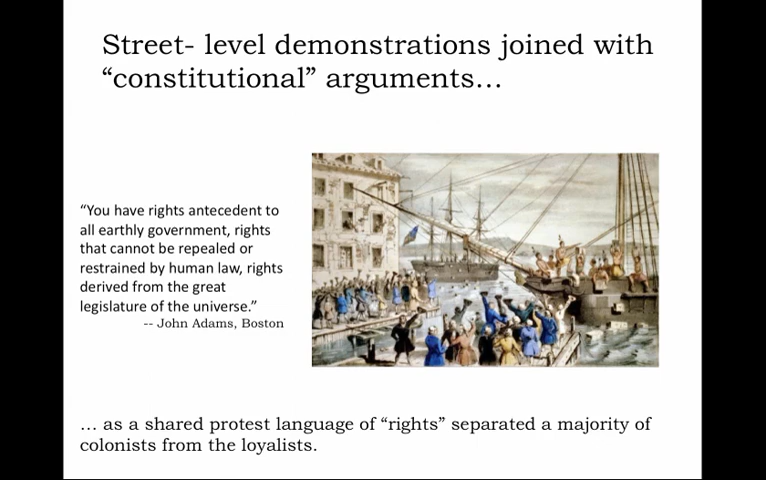 Street- level demonstrations joined with
“constitutional” arguments…
“You have rights antecedent to
all earthly government, rights
that cannot be repealed or
restrained by human law, rights
derived from the great
legislature of the universe.”
-- John Adams, Boston
… as a shared protest language of “rights” separated a majority of
colonists from the loyalists.